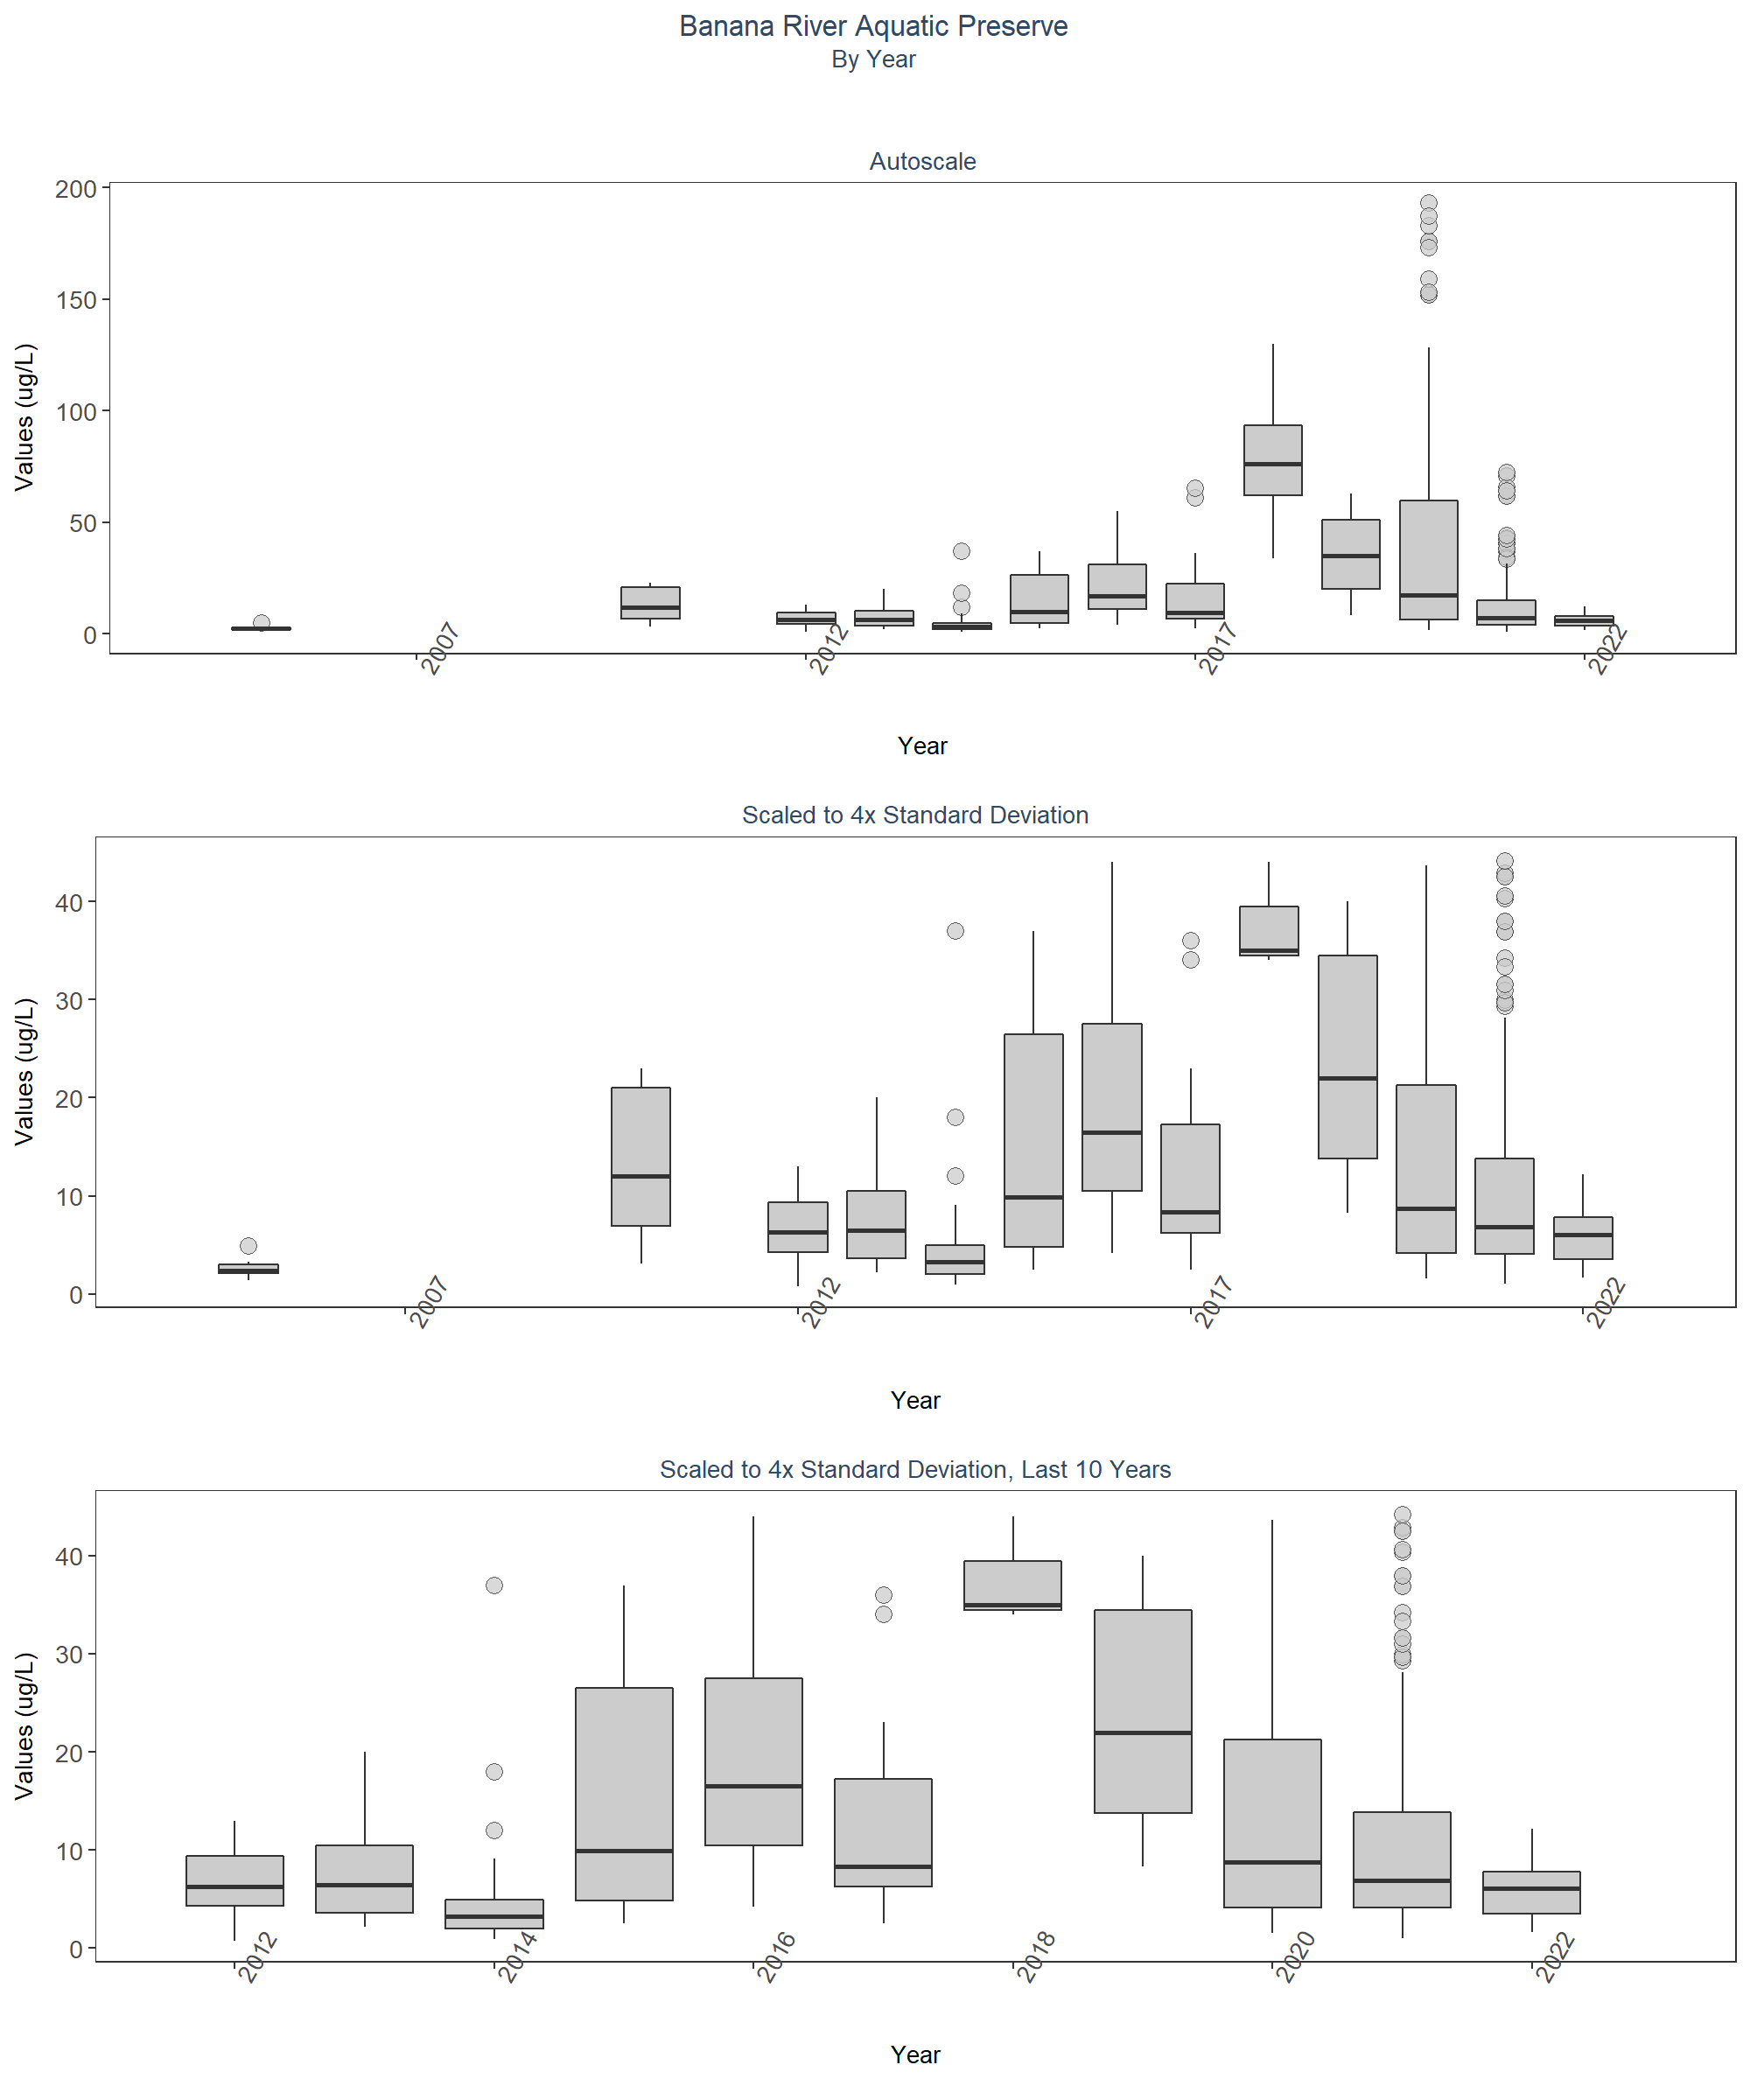 Banana River Aquatic Preserve
By Year
Autoscale
200
150
100
50
0
Values (ug/L)
2007
2012
2017
2022
Year
Scaled to 4x Standard Deviation
40
30
20
10
0
Values (ug/L)
2007
2012
2017
2022
Year
Scaled to 4x Standard Deviation, Last 10 Years
40
30
20
10
0
Values (ug/L)
2012
2014
2016
2018
2020
2022
Year